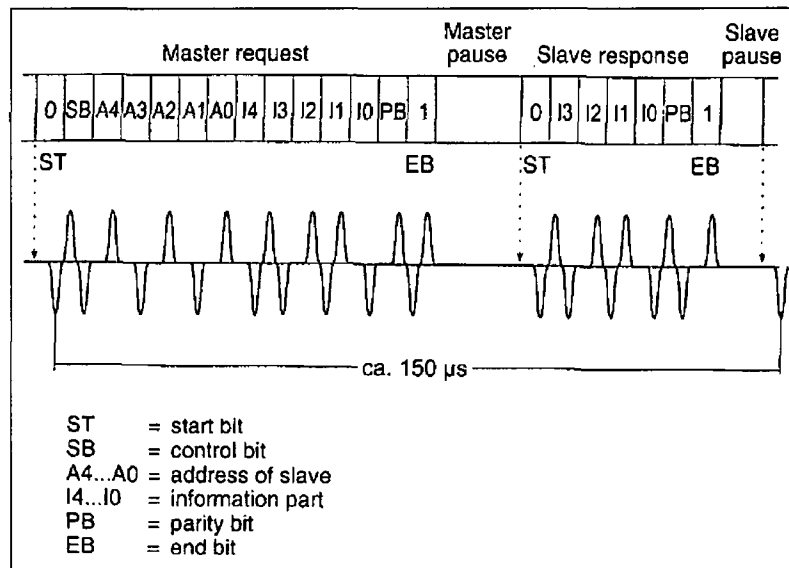 Master request Master pause Slave response Slave pause
0 SB A4 A3 A2 A1 A0 I4 I3 I2 I1 I0 PB 1 0 I3 I2 I1 I0 PB 1
ST EB ST EB
ca. 150 µs
ST = start bit
SB = control bit
A4...A0 = address of slave
I4...I0 = information part
PB = parity bit
EB = end bit